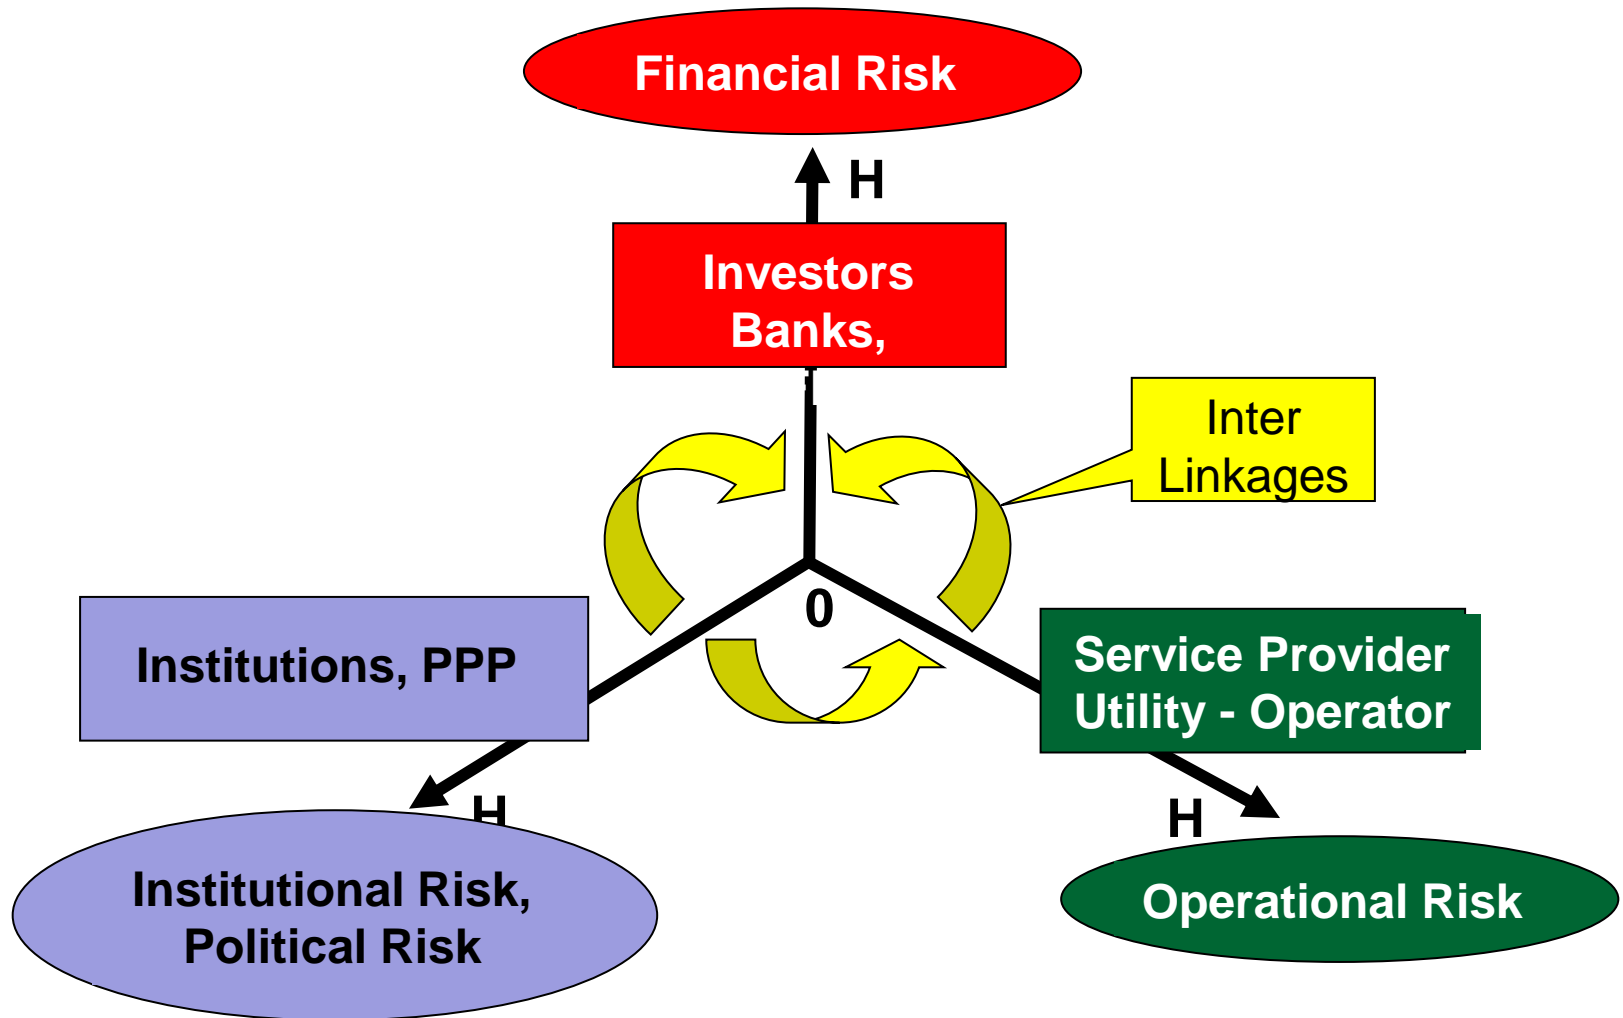 Financial Risk
H
Investors
Banks,
Inter
Linkages
0
Institutions, PPP
Service Provider
Utility - Operator
H
H
Institutional Risk,
Political Risk
Operational Risk